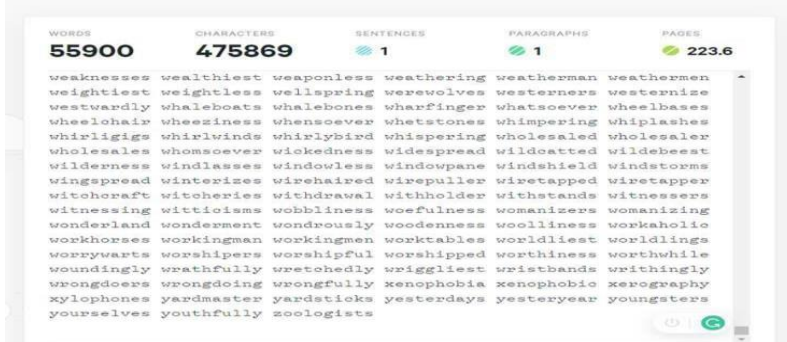 WORDS CHARACTERS SENTENCES PARAGRAPHS PAGES
55900 475869 1 1 223.6
weaknesses wealthiest weaponless weathering weatherman weathermen
weightiest weightless wellspring werewolves westerners westernize
westwardly whaleboats whalebones wharfinger whatsoever wheelbases
wheelchair wheeziness whensoever whetstones whimpering whiplashes
whirligigs whirlwinds whirlybird whispering wholesaled wholesaler
wholesales whomsoever wickedness widespread wildcatted wildebeest
wilderness windlasses windowless windowpane windshield windstorms
wingspread winterizes wirehaired wirepuller wiretapped wiretapper
witchcraft witcheries withdrawal withholder withstands witnessers
witnessing witticisms wobbliness woefulness womanizers womanizing
wonderland wonderment wondrously woodenness woolliness workaholic
workhorses workingman workingmen worktables worldliest worldlings
worrywarts worshipers worshipful worshipped worthiness worthwhile
woundingly wrathfully wretchedly wriggliest wristbands writhingly
wrongdoers wrongdoing wrongfully xenophobia xenophobic xerography
xylophones yardmaster yardsticks yesterdays yesteryear youngsters
yourselves youthfully zoologists